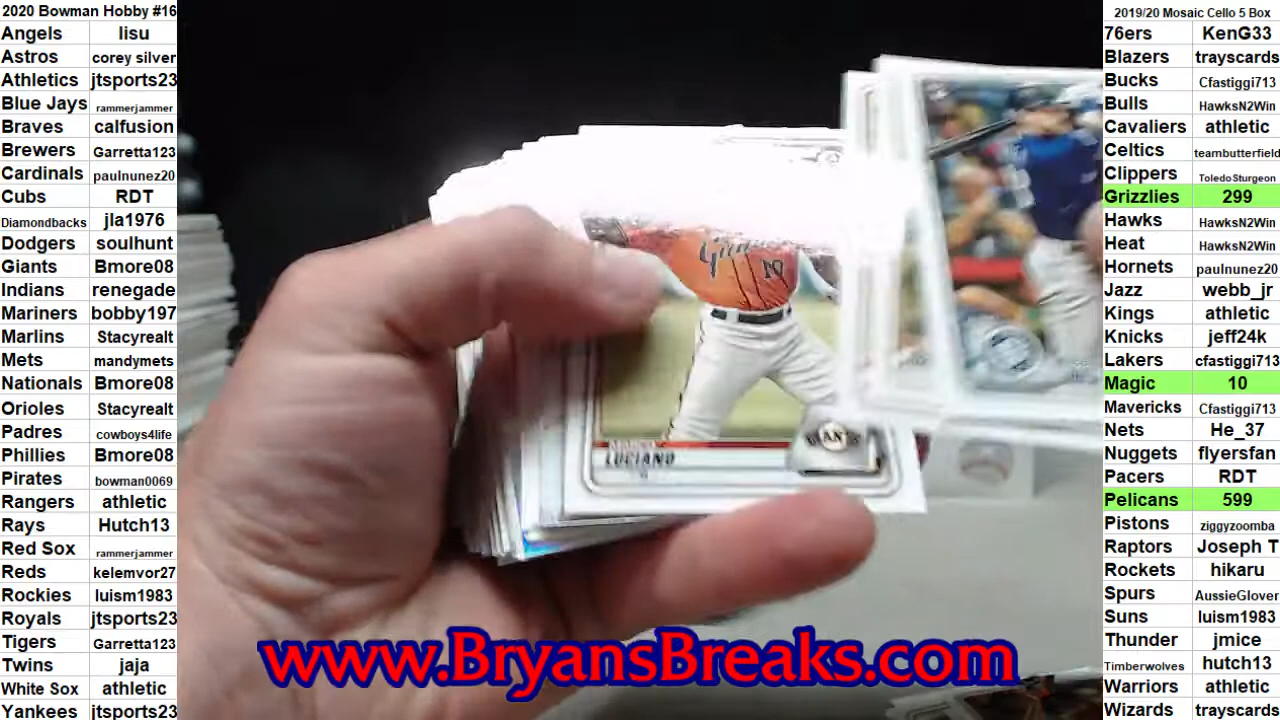 2020 Bowman Hobby #16
Angels lisu
Astros corey silver
Athletics jtsports23
Blue Jays rammerjammer
Braves calfusion
Brewers Garretta123
Cardinals paulnunez20
Cubs RDT
Diamondbacks jla1976
Dodgers soulhunt
Giants Bmore08
Indians renegade
Mariners bobby197
Marlins Stacyrealt
Mets mandymets
Nationals Bmore08
Orioles Stacyrealt
Padres cowboys4life
Phillies Bmore08
Pirates bowman0069
Rangers athletic
Rays Hutch13
Red Sox rammerjammer
Reds kelemvor27
Rockies luism1983
Royals jtsports23
Tigers Garretta123
Twins jaja
White Sox athletic
Yankees jtsports23
LUCIANO
GIANTS
www.BryansBreaks.com
2019/20 Mosaic Cello 5 Box
76ers KenG33
Blazers trayscards
Bucks Cfastiggi713
Bulls HawksN2Win
Cavaliers athletic
Celtics teambutterfield
Clippers ToledoSturgeon
Grizzlies 299
Hawks HawksN2Win
Heat HawksN2Win
Hornets paulnunez20
Jazz webb_jr
Kings athletic
Knicks jeff24k
Lakers cfastiggi713
Magic 10
Mavericks Cfastiggi713
Nets He_37
Nuggets flyersfan
Pacers RDT
Pelicans 599
Pistons ziggyzoomba
Raptors Joseph T
Rockets hikaru
Spurs AussieGlover
Suns luism1983
Thunder jmice
Timberwolves hutch13
Warriors athletic
Wizards trayscards